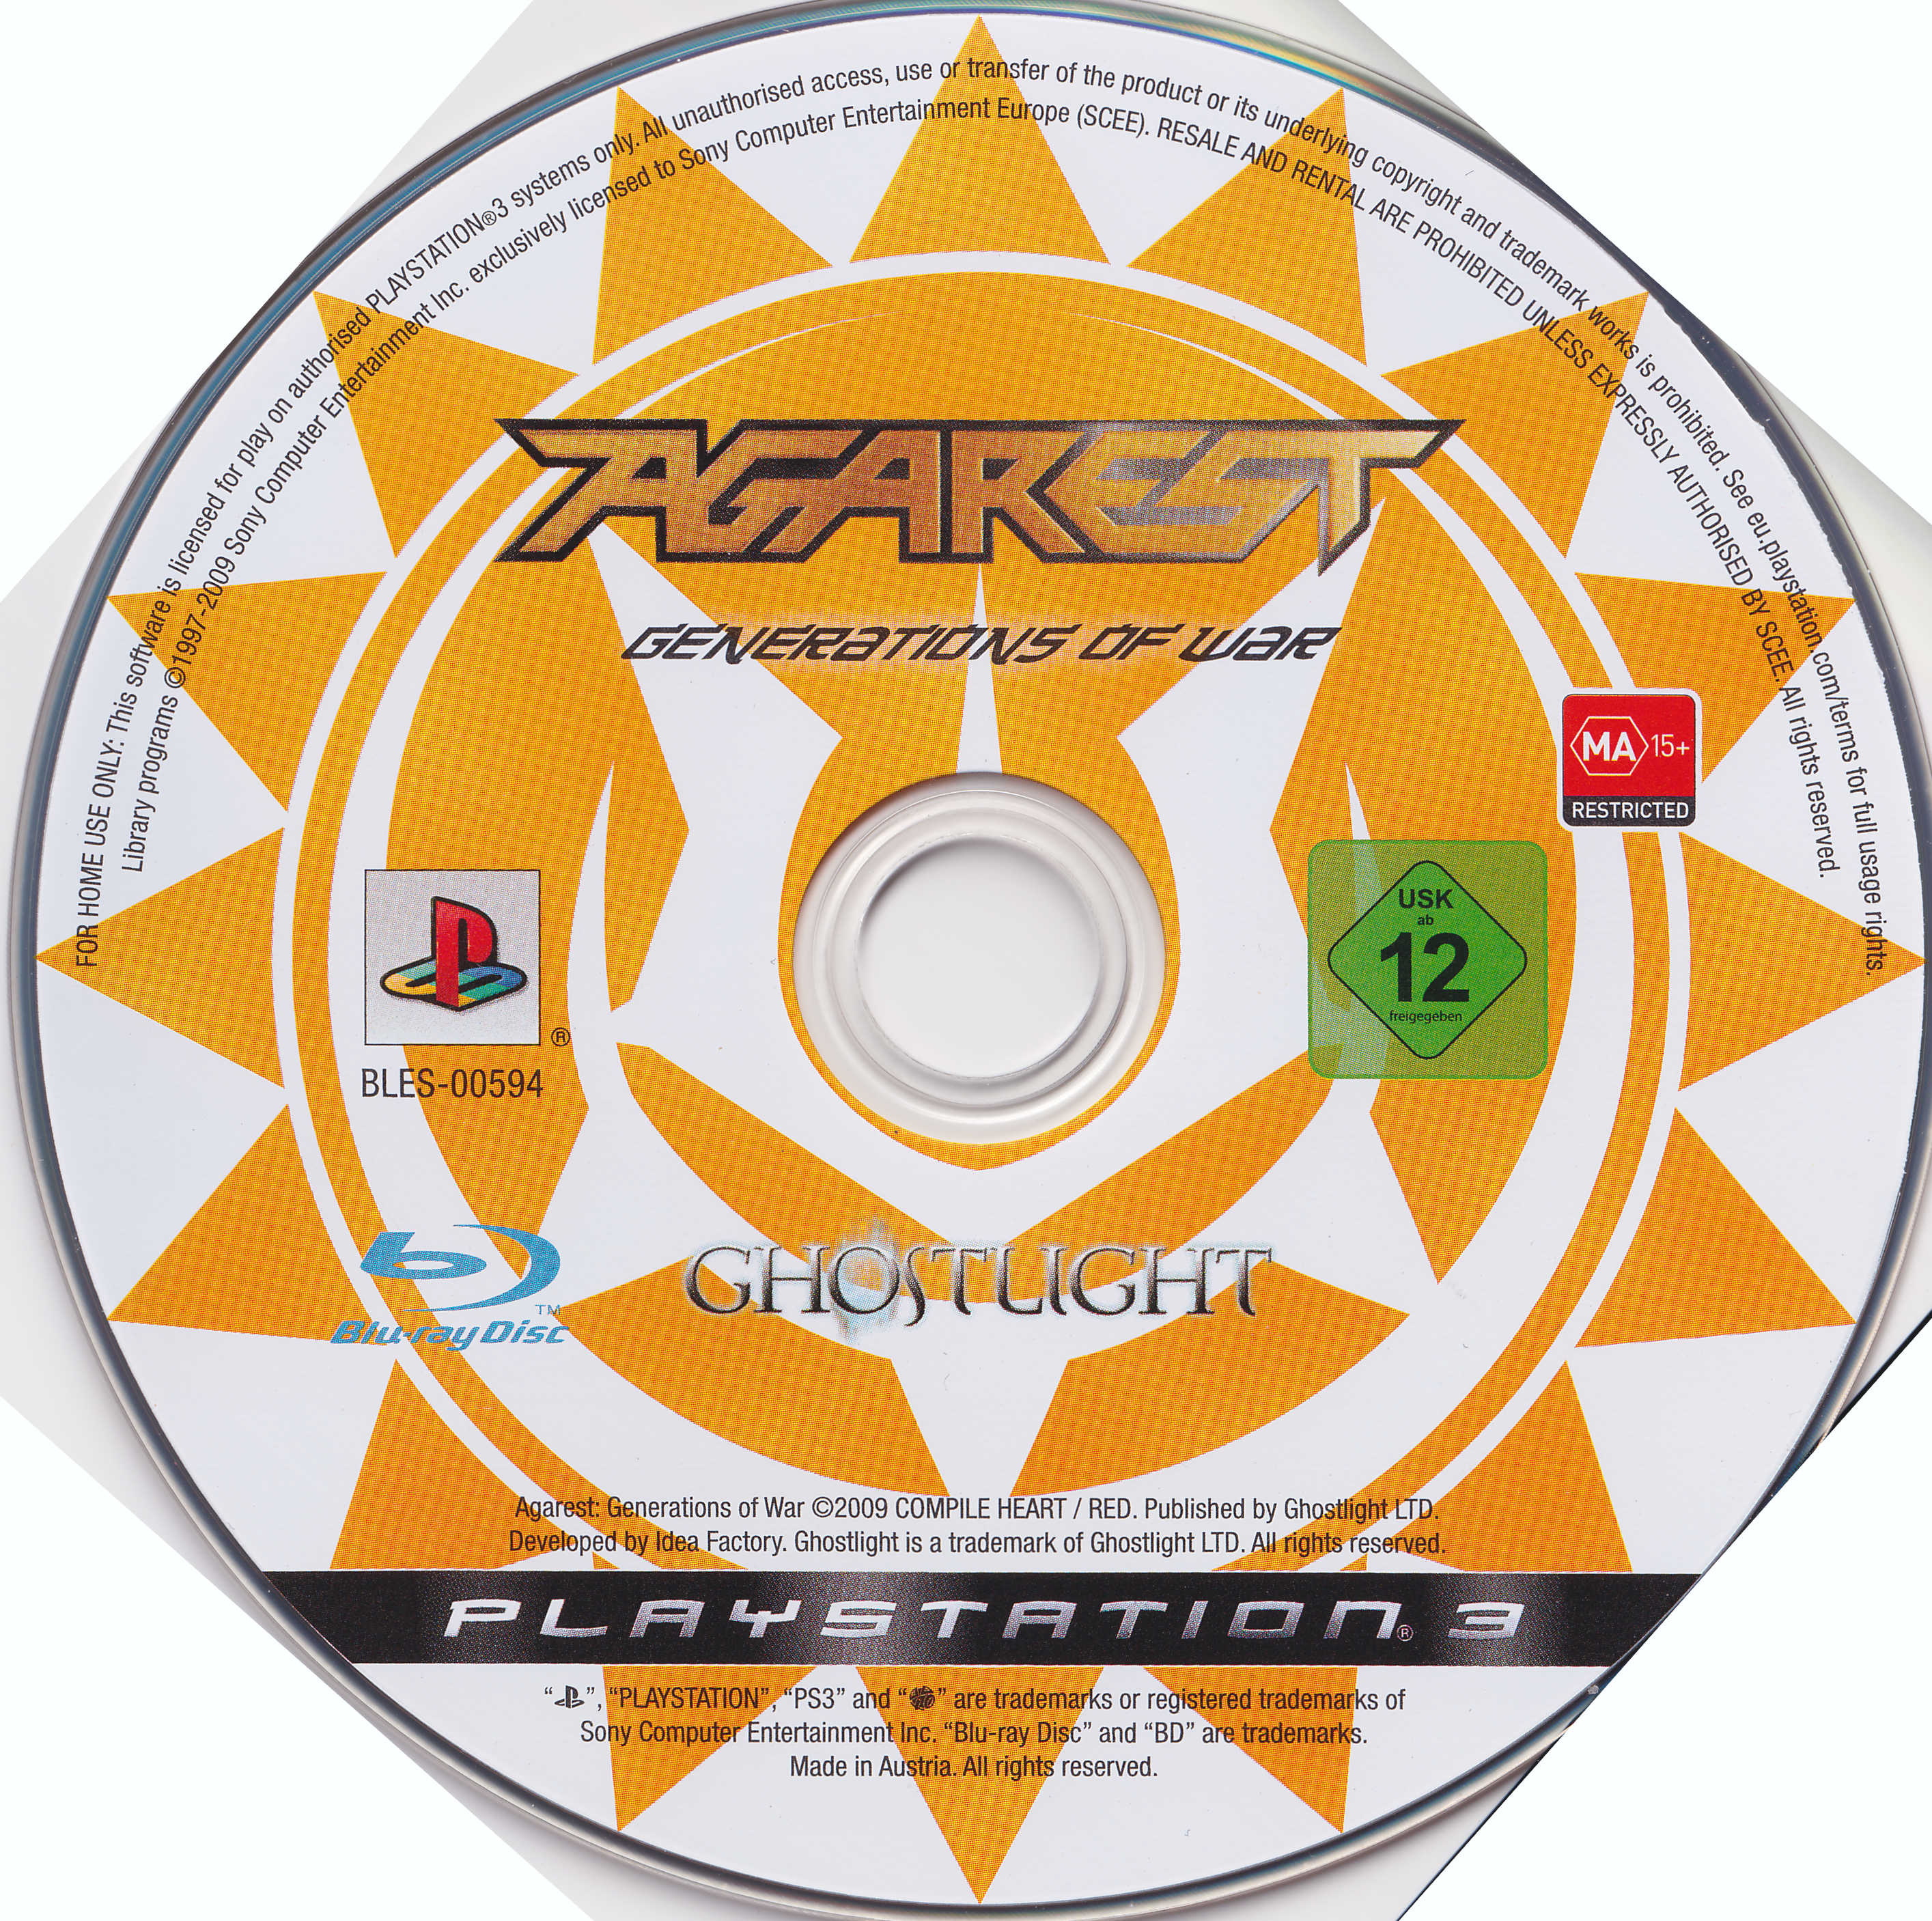 FOR HOME USE ONLY: This software is licensed for play on authorised PLAYSTATION®3 systems only. All unauthorised access, use or transfer of the product or its underlying copyright and trademark works is prohibited. See eu.playstation.com/terms for full usage rights.
Library programs ©1997-2009 Sony Computer Entertainment Inc. exclusively licensed to Sony Computer Entertainment Europe (SCEE). RESALE AND RENTAL ARE PROHIBITED UNLESS EXPRESSLY AUTHORISED BY SCEE. All rights reserved.
AGAREST
GENERATIONS OF WAR
MA 15+
RESTRICTED
USK
ab
12
freigegeben
®
BLES-00594
GHOSTLIGHT
TM
Blu-ray Disc
Agarest: Generations of War ©2009 COMPILE HEART / RED. Published by Ghostlight LTD.
Developed by Idea Factory. Ghostlight is a trademark of Ghostlight LTD. All rights reserved.
PLAYSTATION® 3
“ ”, “PLAYSTATION”, “PS3” and “ ” are trademarks or registered trademarks of
Sony Computer Entertainment Inc. “Blu-ray Disc” and “BD” are trademarks.
Made in Austria. All rights reserved.